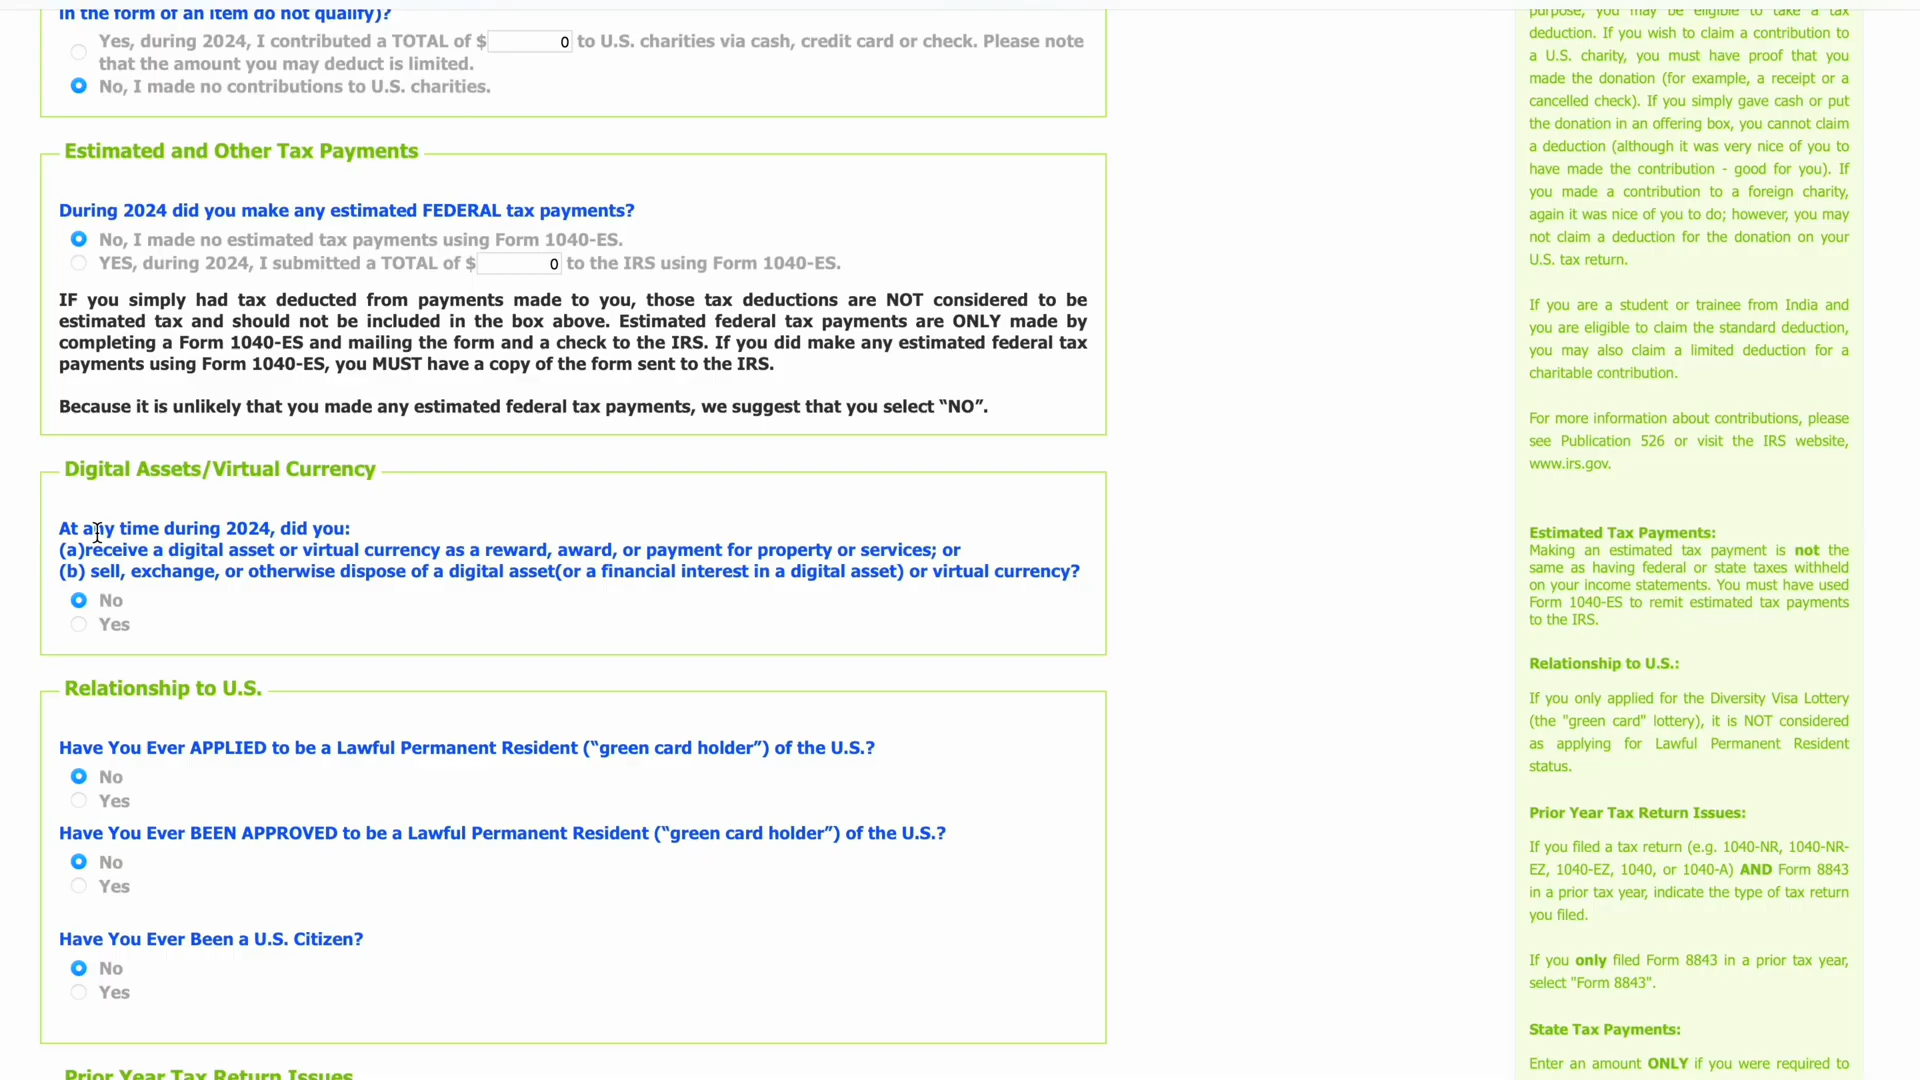 in the form of an item do not qualify)?
Yes, during 2024, I contributed a TOTAL of $ 0 to U.S. charities via cash, credit card or check. Please note
that the amount you may deduct is limited.
No, I made no contributions to U.S. charities.
Estimated and Other Tax Payments
During 2024 did you make any estimated FEDERAL tax payments?
No, I made no estimated tax payments using Form 1040-ES.
YES, during 2024, I submitted a TOTAL of $ 0 to the IRS using Form 1040-ES.
IF you simply had tax deducted from payments made to you, those tax deductions are NOT considered to be
estimated tax and should not be included in the box above. Estimated federal tax payments are ONLY made by
completing a Form 1040-ES and mailing the form and a check to the IRS. If you did make any estimated federal tax
payments using Form 1040-ES, you MUST have a copy of the form sent to the IRS.
Because it is unlikely that you made any estimated federal tax payments, we suggest that you select “NO”.
Digital Assets/Virtual Currency
At any time during 2024, did you:
(a)receive a digital asset or virtual currency as a reward, award, or payment for property or services; or
(b) sell, exchange, or otherwise dispose of a digital asset(or a financial interest in a digital asset) or virtual currency?
No
Yes
Relationship to U.S.
Have You Ever APPLIED to be a Lawful Permanent Resident (“green card holder”) of the U.S.?
No
Yes
Have You Ever BEEN APPROVED to be a Lawful Permanent Resident (“green card holder”) of the U.S.?
No
Yes
Have You Ever Been a U.S. Citizen?
No
Yes
Prior Year Tax Return Issues
purpose, you may be eligible to take a tax
deduction. If you wish to claim a contribution to
a U.S. charity, you must have proof that you
made the donation (for example, a receipt or a
cancelled check). If you simply gave cash or put
the donation in an offering box, you cannot claim
a deduction (although it was very nice of you to
have made the contribution - good for you). If
you made a contribution to a foreign charity,
again it was nice of you to do; however, you may
not claim a deduction for the donation on your
U.S. tax return.
If you are a student or trainee from India and
you are eligible to claim the standard deduction,
you may also claim a limited deduction for a
charitable contribution.
For more information about contributions, please
see Publication 526 or visit the IRS website,
www.irs.gov.
Estimated Tax Payments:
Making an estimated tax payment is not the
same as having federal or state taxes withheld
on your income statements. You must have used
Form 1040-ES to remit estimated tax payments
to the IRS.
Relationship to U.S.:
If you only applied for the Diversity Visa Lottery
(the "green card" lottery), it is NOT considered
as applying for Lawful Permanent Resident
status.
Prior Year Tax Return Issues:
If you filed a tax return (e.g. 1040-NR, 1040-NR-
EZ, 1040-EZ, 1040, or 1040-A) AND Form 8843
in a prior tax year, indicate the type of tax return
you filed.
If you only filed Form 8843 in a prior tax year,
select "Form 8843".
State Tax Payments:
Enter an amount ONLY if you were required to